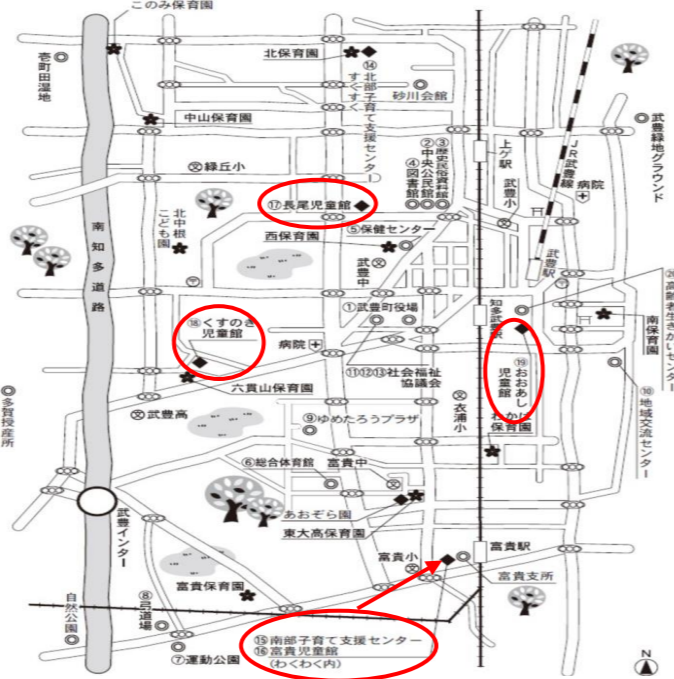 このみ保育園
壱町田湿地
北保育園
⑭北部子育て支援センター
すくすく
砂川会館
中山保育園
②中央公民館
③歴史民俗資料館
④図書館
上ゲ駅
JR武豊線
病院
武豊緑地グラウンド
文緑丘小
武豊小
⑰長尾児童館
北中根
こども園
西保育園
⑤保健センター
武豊中
武豊駅
南知多道路
①武豊町役場
知多武豊駅
⑳高齢者生きがいセンター
南保育園
⑱くすのき
児童館
病院
⑪⑫⑬社会福祉
協議会
⑲おおあし
児童館
六貫山保育園
文武豊高
⑨ゆめたろうプラザ
文衣浦小
わかば
保育園
⑩地域交流センター
多賀授産所
⑥総合体育館
富貴中
あおぞら園
東大高保育園
武豊インター
富貴小
富貴駅
富貴支所
富貴保育園
自然公園
⑧弓道場
⑦運動公園
⑮南部子育て支援センター
⑯富貴児童館
(わくわく内)
N